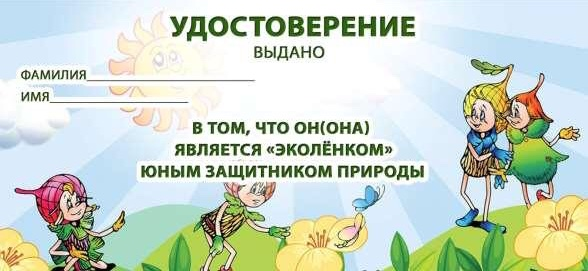 УДОСТОВЕРЕНИЕ
ВЫДАНО
ФАМИЛИЯ
ИМЯ
В ТОМ, ЧТО ОН(ОНА)
ЯВЛЯЕТСЯ «ЭКОЛЁНКОМ»
ЮНЫМ ЗАЩИТНИКОМ ПРИРОДЫ